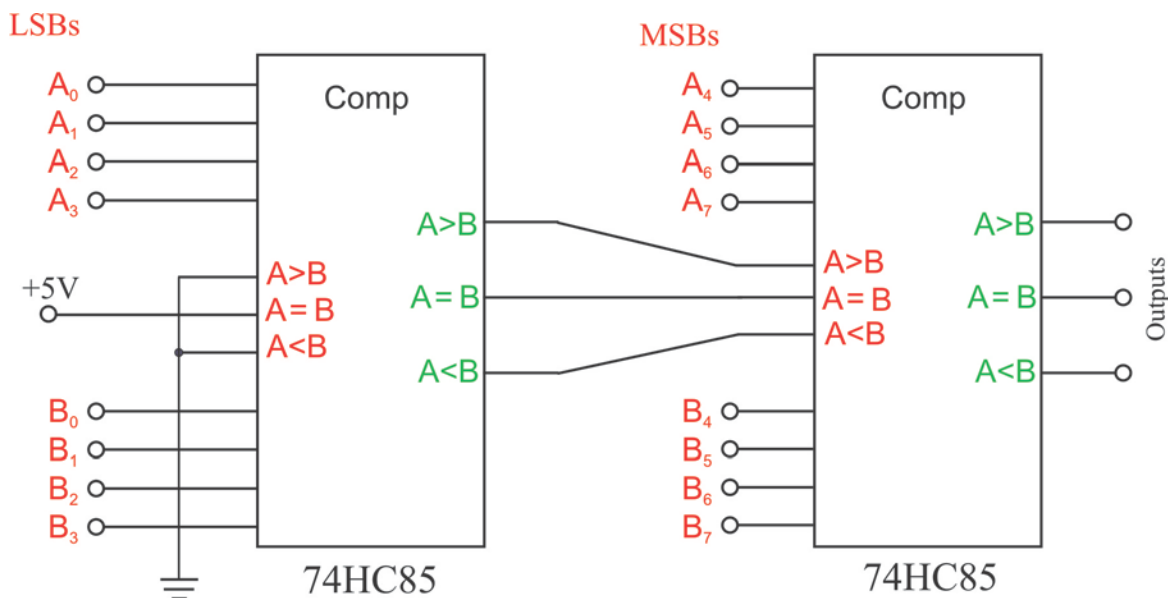 LSBs
A₀
A₁
A₂
A₃
+5V
B₀
B₁
B₂
B₃
Comp
A>B
A=B
A<B
A>B
A=B
A<B
74HC85
MSBs
A₄
A₅
A₆
A₇
B₄
B₅
B₆
B₇
Comp
A>B
A=B
A<B
A>B
A=B
A<B
74HC85
Outputs